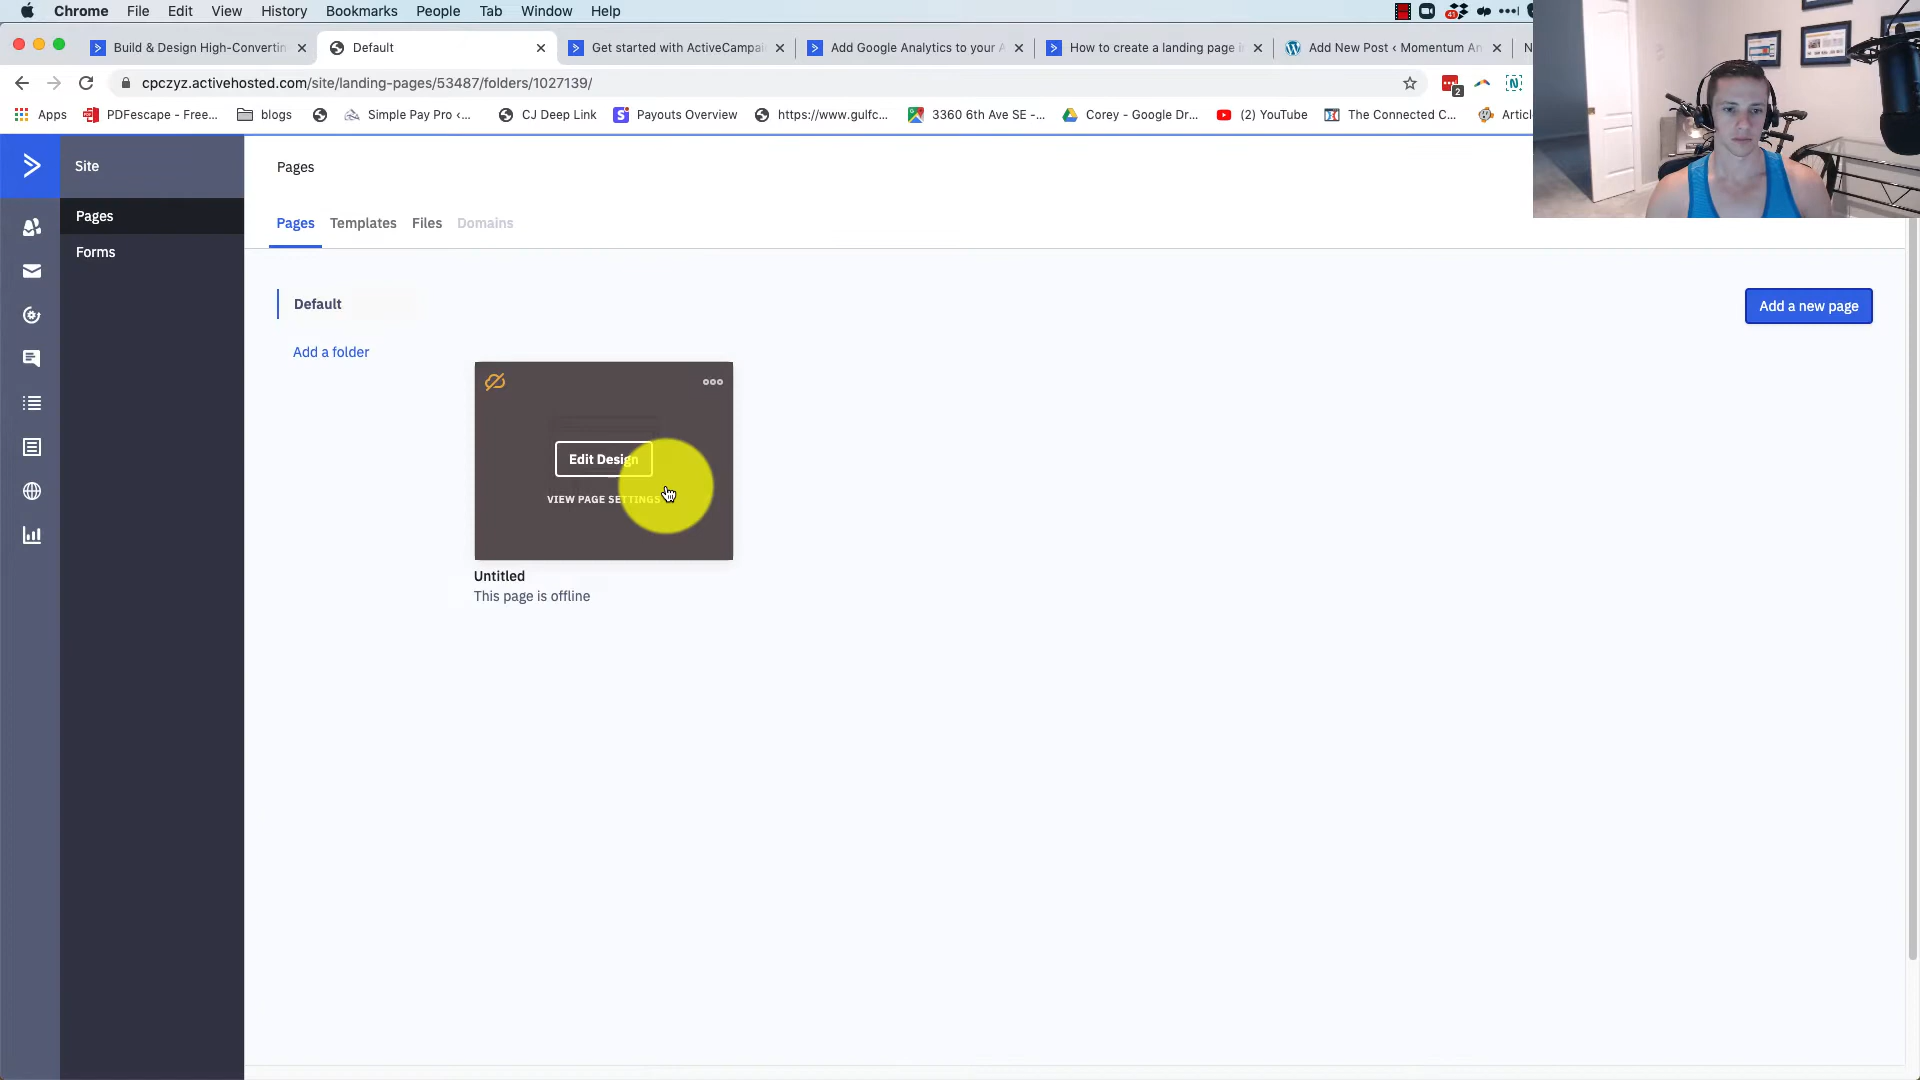 Chrome File Edit View History Bookmarks People Tab Window Help
41
Build & Design High-Convertin
Default
Get started with ActiveCampai
Add Google Analytics to your A
How to create a landing page i
Add New Post ‹ Momentum An
N
cpczyz.activehosted.com/site/landing-pages/53487/folders/1027139/
2
Apps
PDFescape - Free...
blogs
Simple Pay Pro ‹...
CJ Deep Link
Payouts Overview
https://www.gulfc...
3360 6th Ave SE -...
Corey - Google Dr...
(2) YouTube
The Connected C...
Articl
Site
Pages
Forms
Pages
Pages
Templates
Files
Domains
Default
Add a new page
Add a folder
Edit Design
VIEW PAGE SETTINGS
Untitled
This page is offline